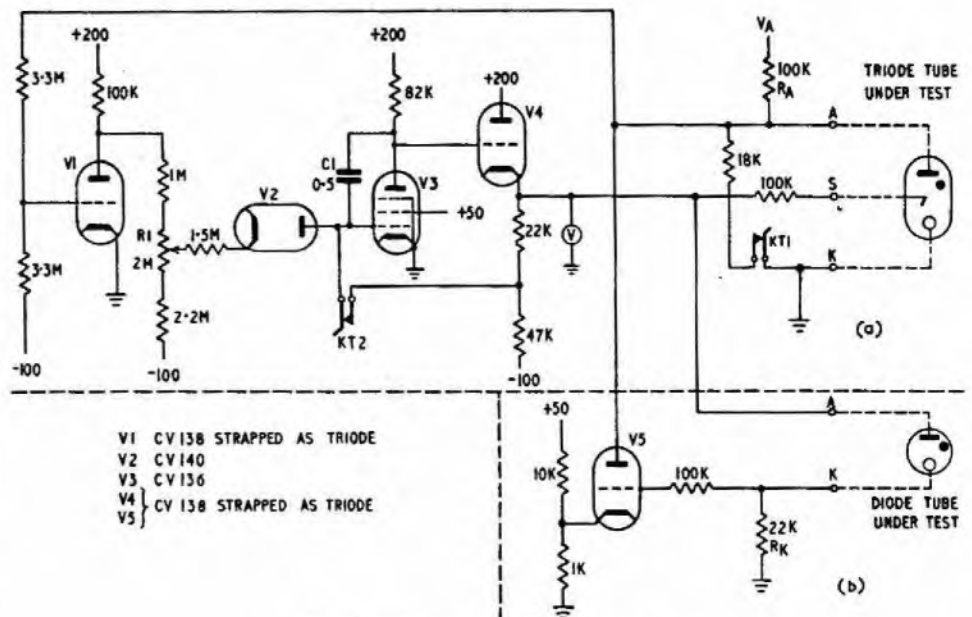 +200
+200
VA
3·3M
100K
82K
+200
V4
100K
RA
TRIODE TUBE
UNDER TEST
A
V1
1M
C1
0·5
V3
18K
V2
+50
22K
V
100K
S
R1
2M
1·5M
KT1
K
3·3M
2·2M
KT2
47K
(a)
-100
-100
-100
+50
A
V1 CV138 STRAPPED AS TRIODE
V2 CV140
V3 CV136
V4
V5 } CV138 STRAPPED AS TRIODE
V5
10K
100K
K
DIODE TUBE
UNDER TEST
22K
RK
1K
(b)